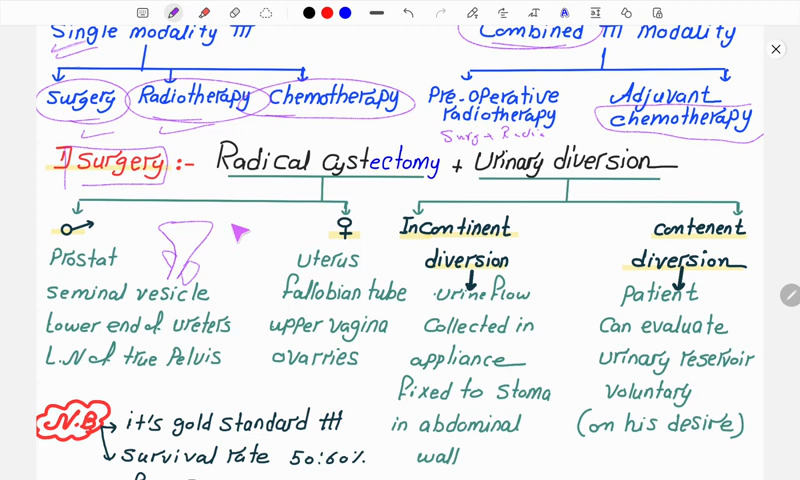 Single modality ttt
Combined ttt Modality
Surgery Radiotherapy Chemotherapy
Pre-operative radiotherapy
Surg + Radio
Adjuvant chemotherapy
1) Surgery :- Radical cystectomy + Urinary diversion
♂
Prostat
Seminal vesicle
Lower end of ureters
L.N of true Pelvis
♀
uterus
fallobian tube
upper vagina
ovarries
Incontinent
diversion
urine flow
Collected in
appliance
fixed to Stoma
in abdominal
wall
contenent
diversion
Patient
Can evaluate
urinary reservoir
Voluntary
(on his desire)
N.B → it's gold standard ttt
→ Survival rate 50:60%